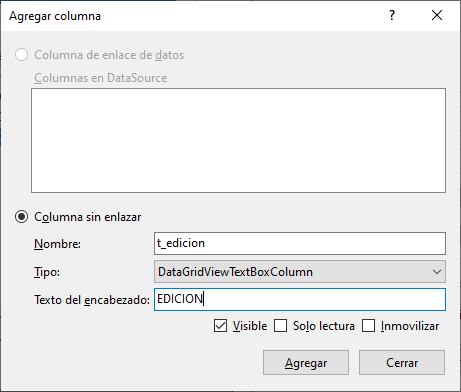 Agregar columna
Columna de enlace de datos
Columnas en DataSource
Columna sin enlazar
Nombre: t_edicion
Tipo: DataGridViewTextBoxColumn
Texto del encabezado: EDICION
Visible Solo lectura Inmovilizar
Agregar Cerrar